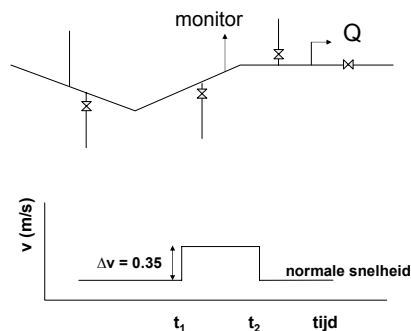 monitor
Q
v (m/s)
Δv = 0.35
normale snelheid
t₁
t₂
tijd